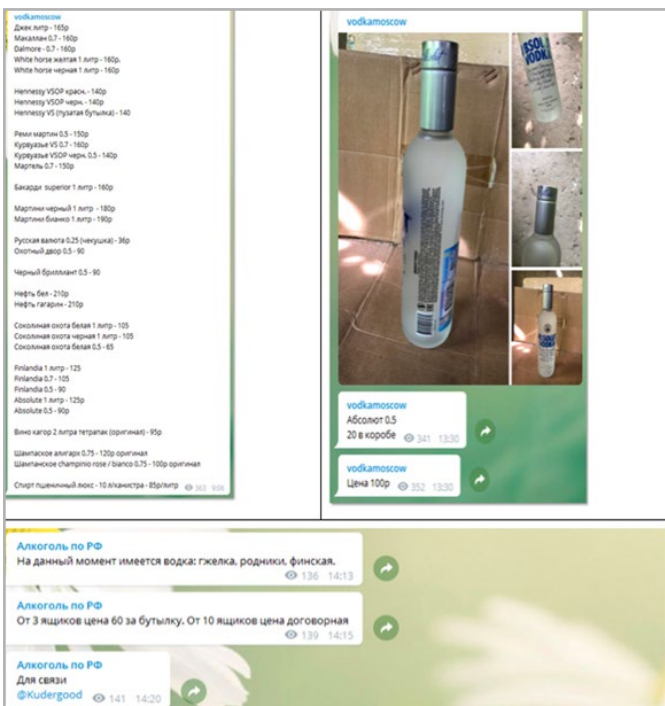 vodkamoscow
Джек литр - 165р
Макаллан 0.7 - 160р
Dalmore - 0.7 - 160р
White horse желтая 1 литр - 160р.
White horse черная 1 литр - 160р
Hennessy VSOP красн. - 140р
Hennessy VSOP черн. - 140р
Hennessy VS (пузатая бутылка) - 140
Реми мартин 0.5 - 150р
Курвуазье VS 0.7 - 160р
Курвуазье VSOP черн. 0.5 - 140р
Мартель 0.7 - 150р
Бакарди superior 1 литр - 160р
Мартини черный 1 литр - 180р
Мартини бианко 1 литр - 190р
Русская валюта 0.25 (чекушка) - 36р
Охотный двор 0.5 - 90
Черный бриллиант 0.5 - 90
Нефть бел - 210р
Нефть гагарин - 210р
Соколиная охота белая 1 литр - 105
Соколиная охота черная 1 литр - 105
Соколиная охота белая 0.5 - 65
Finlandia 1 литр - 125
Finlandia 0.7 - 105
Finlandia 0.5 - 90
Absolute 1 литр - 125р
Absolute 0.5 - 90р
Вино кагор 2 литра тетрапак (оригинал) - 95р
Шампаское алигарх 0.75 - 120р оригинал
Шампанское champinio rose / bianco 0.75 - 100р оригинал
Спирт пшеничный люкс - 10 л/канистра - 85р/литр 363 9:06
vodkamoscow
VODKA
VODKA
vodkamoscow
Абсолют 0.5
20 в коробе 341 13:30
vodkamoscow
Цена 100р 352 13:30
Алкоголь по РФ
На данный момент имеется водка: гжелка, родники, финская.
136 14:13
Алкоголь по РФ
От 3 ящиков цена 60 за бутылку. От 10 ящиков цена договорная
139 14:15
Алкоголь по РФ
Для связи
@Kudergood 141 14:20